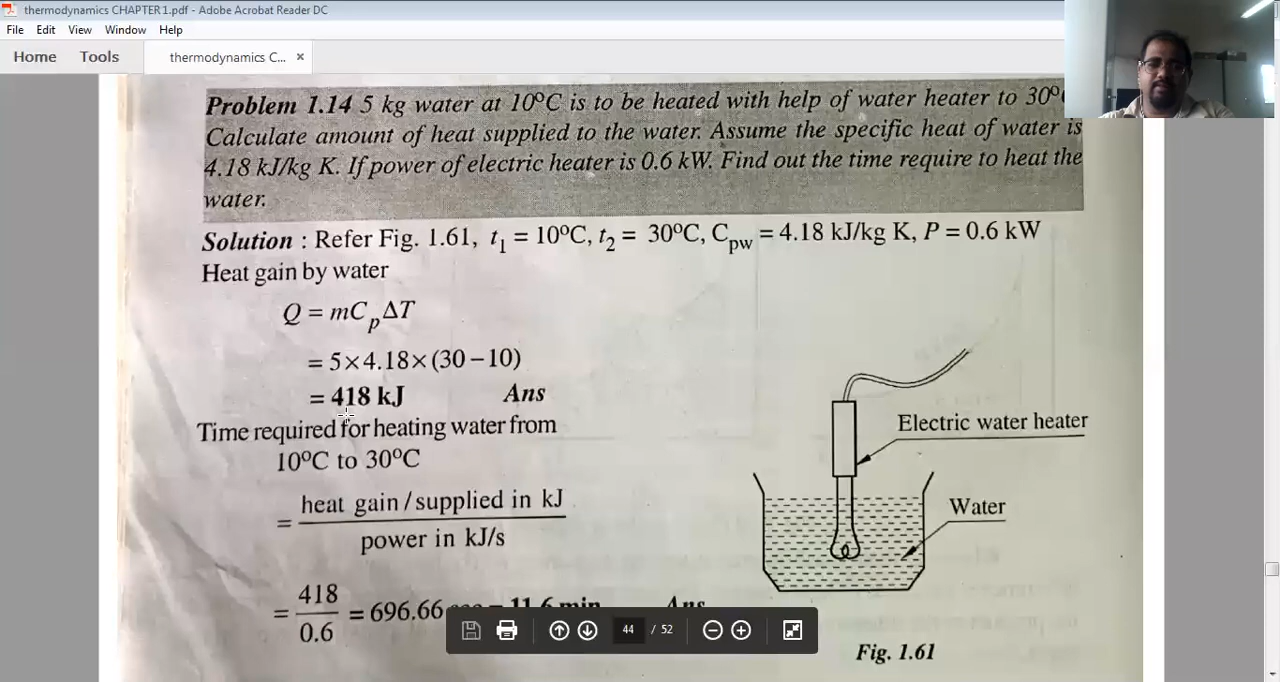 thermodynamics CHAPTER 1.pdf - Adobe Acrobat Reader DC
File Edit View Window Help
Home Tools thermodynamics C... ×
Problem 1.14 5 kg water at 10°C is to be heated with help of water heater to 30°
Calculate amount of heat supplied to the water. Assume the specific heat of water is
4.18 kJ/kg K. If power of electric heater is 0.6 kW. Find out the time require to heat the
water.
Solution : Refer Fig. 1.61, t₁ = 10°C, t₂ = 30°C, Cpw = 4.18 kJ/kg K, P = 0.6 kW
Heat gain by water
Q = mCpΔT
= 5×4.18×(30−10)
= 418 kJ Ans
Time required for heating water from
10°C to 30°C
= heat gain/supplied in kJ
power in kJ/s
= 418
0.6
= 696.66 11.6 min Ans
Electric water heater
Water
Fig. 1.61
44 / 52